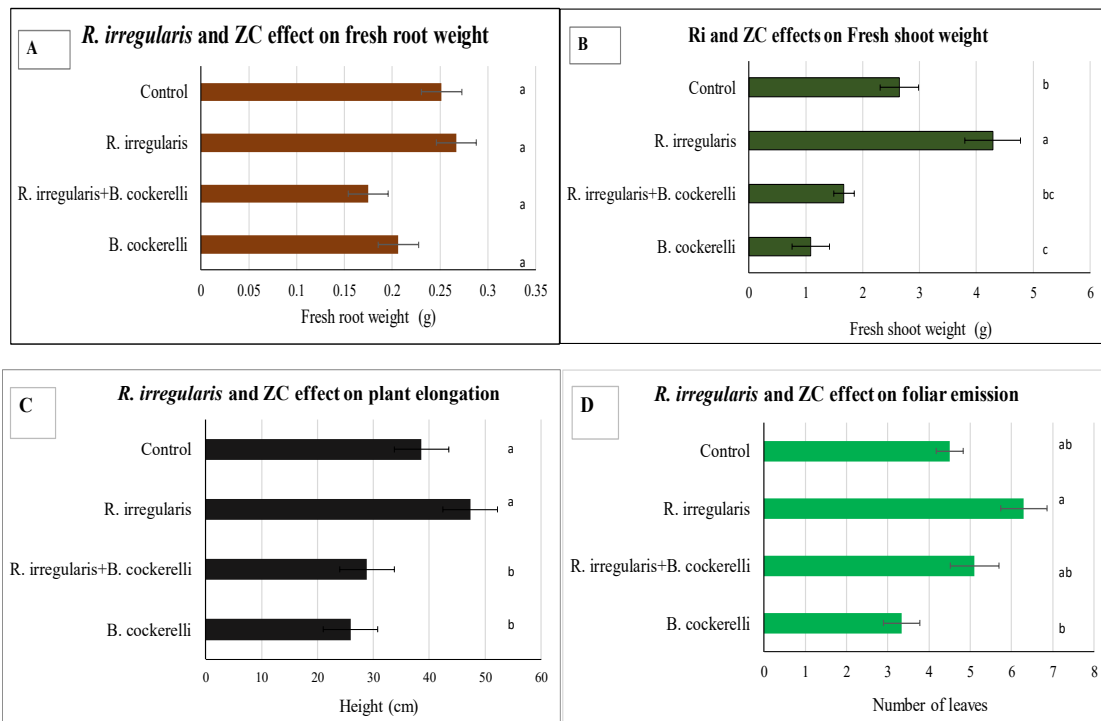 A
R. irregularis and ZC effect on fresh root weight
Control
a
R. irregularis
a
R. irregularis+B. cockerelli
a
B. cockerelli
a
0 0.05 0.1 0.15 0.2 0.25 0.3 0.35
Fresh root weight (g)
B
Ri and ZC effects on Fresh shoot weight
Control
b
R. irregularis
a
R. irregularis+B. cockerelli
bc
B. cockerelli
c
0 1 2 3 4 5 6
Fresh shoot weight (g)
C
R. irregularis and ZC effect on plant elongation
Control
a
R. irregularis
a
R. irregularis+B. cockerelli
b
B. cockerelli
b
0 10 20 30 40 50 60
Height (cm)
D
R. irregularis and ZC effect on foliar emission
Control
ab
R. irregularis
a
R. irregularis+B. cockerelli
ab
B. cockerelli
b
0 1 2 3 4 5 6 7 8
Number of leaves